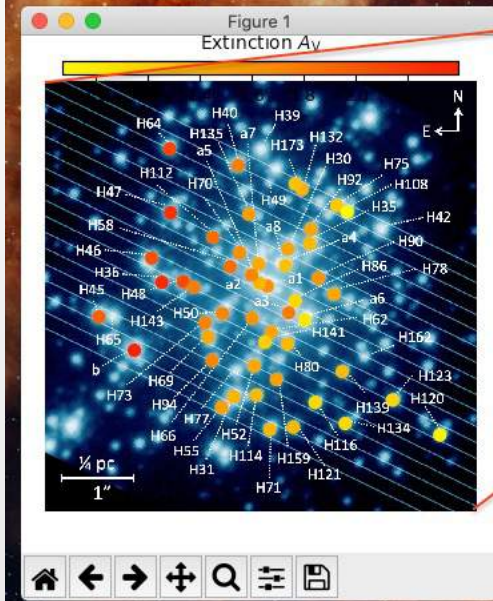 Figure 1
Extinction Aᵥ
N
E
H64
H40
H39
H135
a7
a5
H173
H132
H112
H30
H75
H70
H92
H108
H47
H49
H35
H58
a8
H42
a4
H46
H90
H36
H86
H45
H48
a2
a1
H78
a3
a6
H143
H50
H62
H65
H141
H162
b
H80
H73
H69
H123
H94
H139
H120
H77
H66
H134
H52
H55
H116
H31
H114
H159
H121
H71
¼ pc
1″